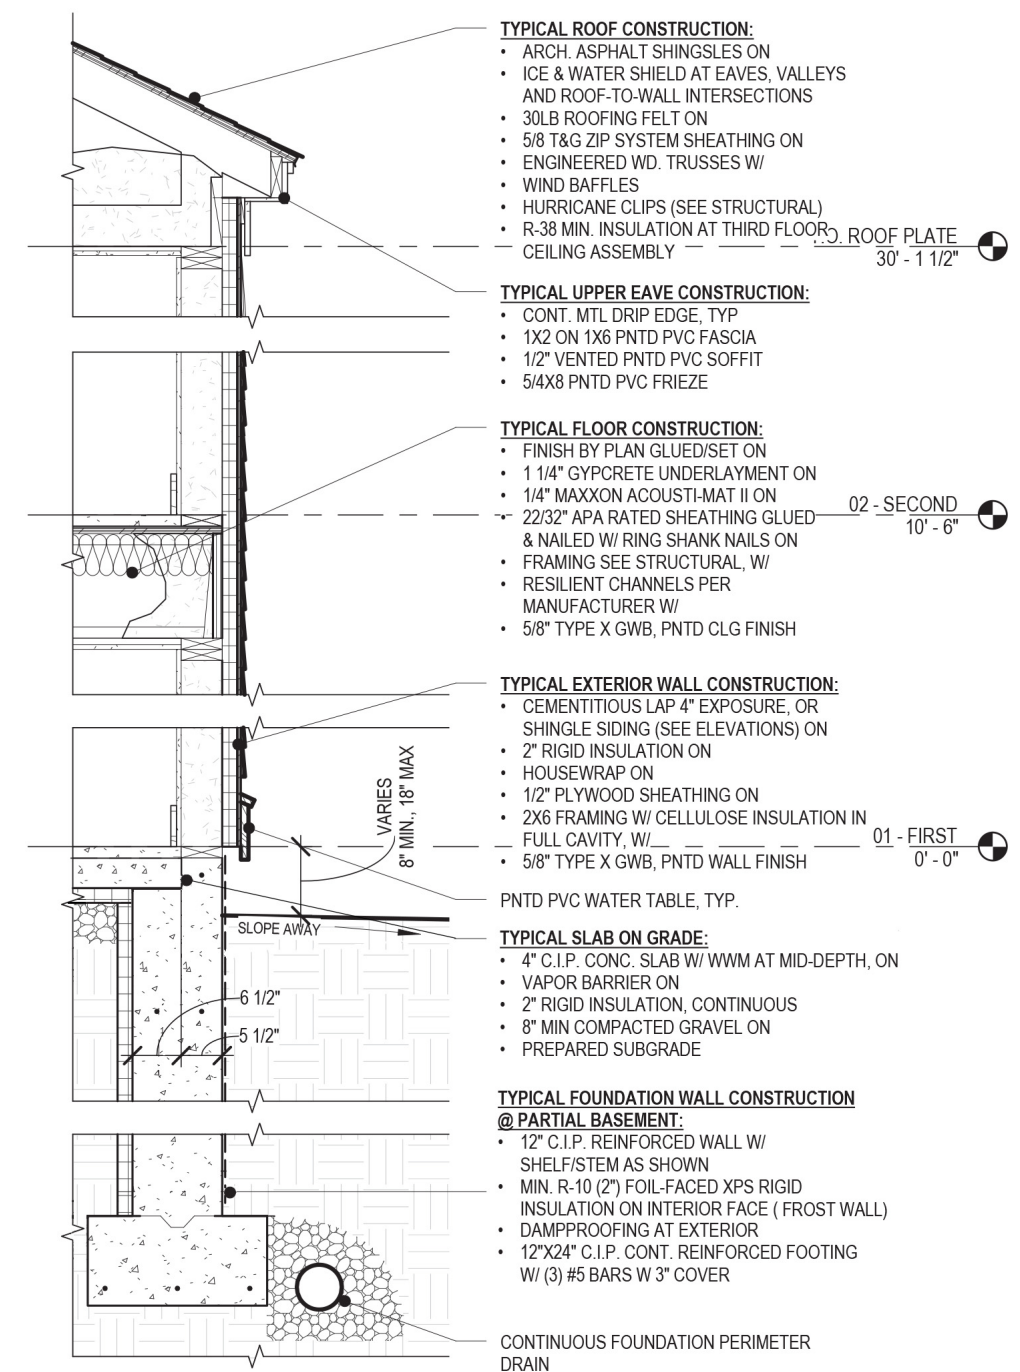 TYPICAL ROOF CONSTRUCTION:
• ARCH. ASPHALT SHINGSLES ON
• ICE & WATER SHIELD AT EAVES, VALLEYS
AND ROOF-TO-WALL INTERSECTIONS
• 30LB ROOFING FELT ON
• 5/8 T&G ZIP SYSTEM SHEATHING ON
• ENGINEERED WD. TRUSSES W/
• WIND BAFFLES
• HURRICANE CLIPS (SEE STRUCTURAL)
• R-38 MIN. INSULATION AT THIRD FLOOR
CEILING ASSEMBLY
ROOF PLATE
30' - 1 1/2"
TYPICAL UPPER EAVE CONSTRUCTION:
• CONT. MTL DRIP EDGE, TYP
• 1X2 ON 1X6 PNTD PVC FASCIA
• 1/2" VENTED PNTD PVC SOFFIT
• 5/4X8 PNTD PVC FRIEZE
TYPICAL FLOOR CONSTRUCTION:
• FINISH BY PLAN GLUED/SET ON
• 1 1/4" GYPCRETE UNDERLAYMENT ON
• 1/4" MAXXON ACOUSTI-MAT II ON
• 22/32" APA RATED SHEATHING GLUED
& NAILED W/ RING SHANK NAILS ON
• FRAMING SEE STRUCTURAL, W/
• RESILIENT CHANNELS PER
MANUFACTURER W/
• 5/8" TYPE X GWB, PNTD CLG FINISH
02 - SECOND
10' - 6"
TYPICAL EXTERIOR WALL CONSTRUCTION:
• CEMENTITIOUS LAP 4" EXPOSURE, OR
SHINGLE SIDING (SEE ELEVATIONS) ON
• 2" RIGID INSULATION ON
• HOUSEWRAP ON
• 1/2" PLYWOOD SHEATHING ON
• 2X6 FRAMING W/ CELLULOSE INSULATION IN
FULL CAVITY, W/
• 5/8" TYPE X GWB, PNTD WALL FINISH
01 - FIRST
0' - 0"
VARIES
8" MIN., 18" MAX
PNTD PVC WATER TABLE, TYP.
SLOPE AWAY
TYPICAL SLAB ON GRADE:
• 4" C.I.P. CONC. SLAB W/ WWM AT MID-DEPTH, ON
• VAPOR BARRIER ON
• 2" RIGID INSULATION, CONTINUOUS
• 8" MIN COMPACTED GRAVEL ON
• PREPARED SUBGRADE
6 1/2"
5 1/2"
TYPICAL FOUNDATION WALL CONSTRUCTION
@ PARTIAL BASEMENT:
• 12" C.I.P. REINFORCED WALL W/
SHELF/STEM AS SHOWN
• MIN. R-10 (2") FOIL-FACED XPS RIGID
INSULATION ON INTERIOR FACE ( FROST WALL)
• DAMPPROOFING AT EXTERIOR
• 12"X24" C.I.P. CONT. REINFORCED FOOTING
W/ (3) #5 BARS W 3" COVER
CONTINUOUS FOUNDATION PERIMETER
DRAIN